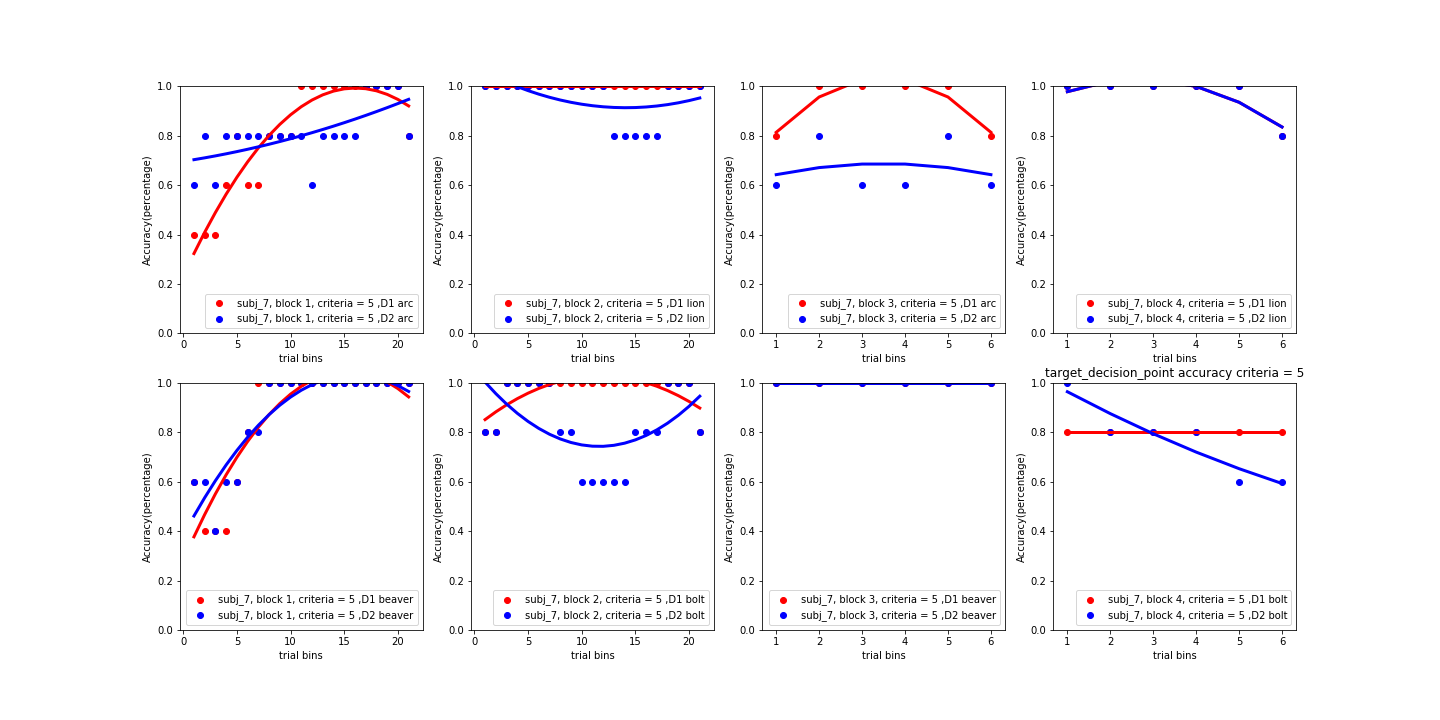 1.0
0.8
0.6
0.4
0.2
0.0
Accuracy(percentage)
subj_7, block 1, criteria = 5 ,D1 arc
subj_7, block 1, criteria = 5 ,D2 arc
0 5 10 15 20
trial bins
1.0
0.8
0.6
0.4
0.2
0.0
Accuracy(percentage)
subj_7, block 2, criteria = 5 ,D1 lion
subj_7, block 2, criteria = 5 ,D2 lion
0 5 10 15 20
trial bins
1.0
0.8
0.6
0.4
0.2
0.0
Accuracy(percentage)
subj_7, block 3, criteria = 5 ,D1 arc
subj_7, block 3, criteria = 5 ,D2 arc
1 2 3 4 5 6
trial bins
1.0
0.8
0.6
0.4
0.2
0.0
Accuracy(percentage)
subj_7, block 4, criteria = 5 ,D1 lion
subj_7, block 4, criteria = 5 ,D2 lion
1 2 3 4 5 6
trial bins
1.0
0.8
0.6
0.4
0.2
0.0
Accuracy(percentage)
subj_7, block 1, criteria = 5 ,D1 beaver
subj_7, block 1, criteria = 5 ,D2 beaver
0 5 10 15 20
trial bins
1.0
0.8
0.6
0.4
0.2
0.0
Accuracy(percentage)
subj_7, block 2, criteria = 5 ,D1 bolt
subj_7, block 2, criteria = 5 ,D2 bolt
0 5 10 15 20
trial bins
1.0
0.8
0.6
0.4
0.2
0.0
Accuracy(percentage)
subj_7, block 3, criteria = 5 ,D1 beaver
subj_7, block 3, criteria = 5 ,D2 beaver
1 2 3 4 5 6
trial bins
target_decision_point accuracy criteria = 5
1.0
0.8
0.6
0.4
0.2
0.0
Accuracy(percentage)
subj_7, block 4, criteria = 5 ,D1 bolt
subj_7, block 4, criteria = 5 ,D2 bolt
1 2 3 4 5 6
trial bins